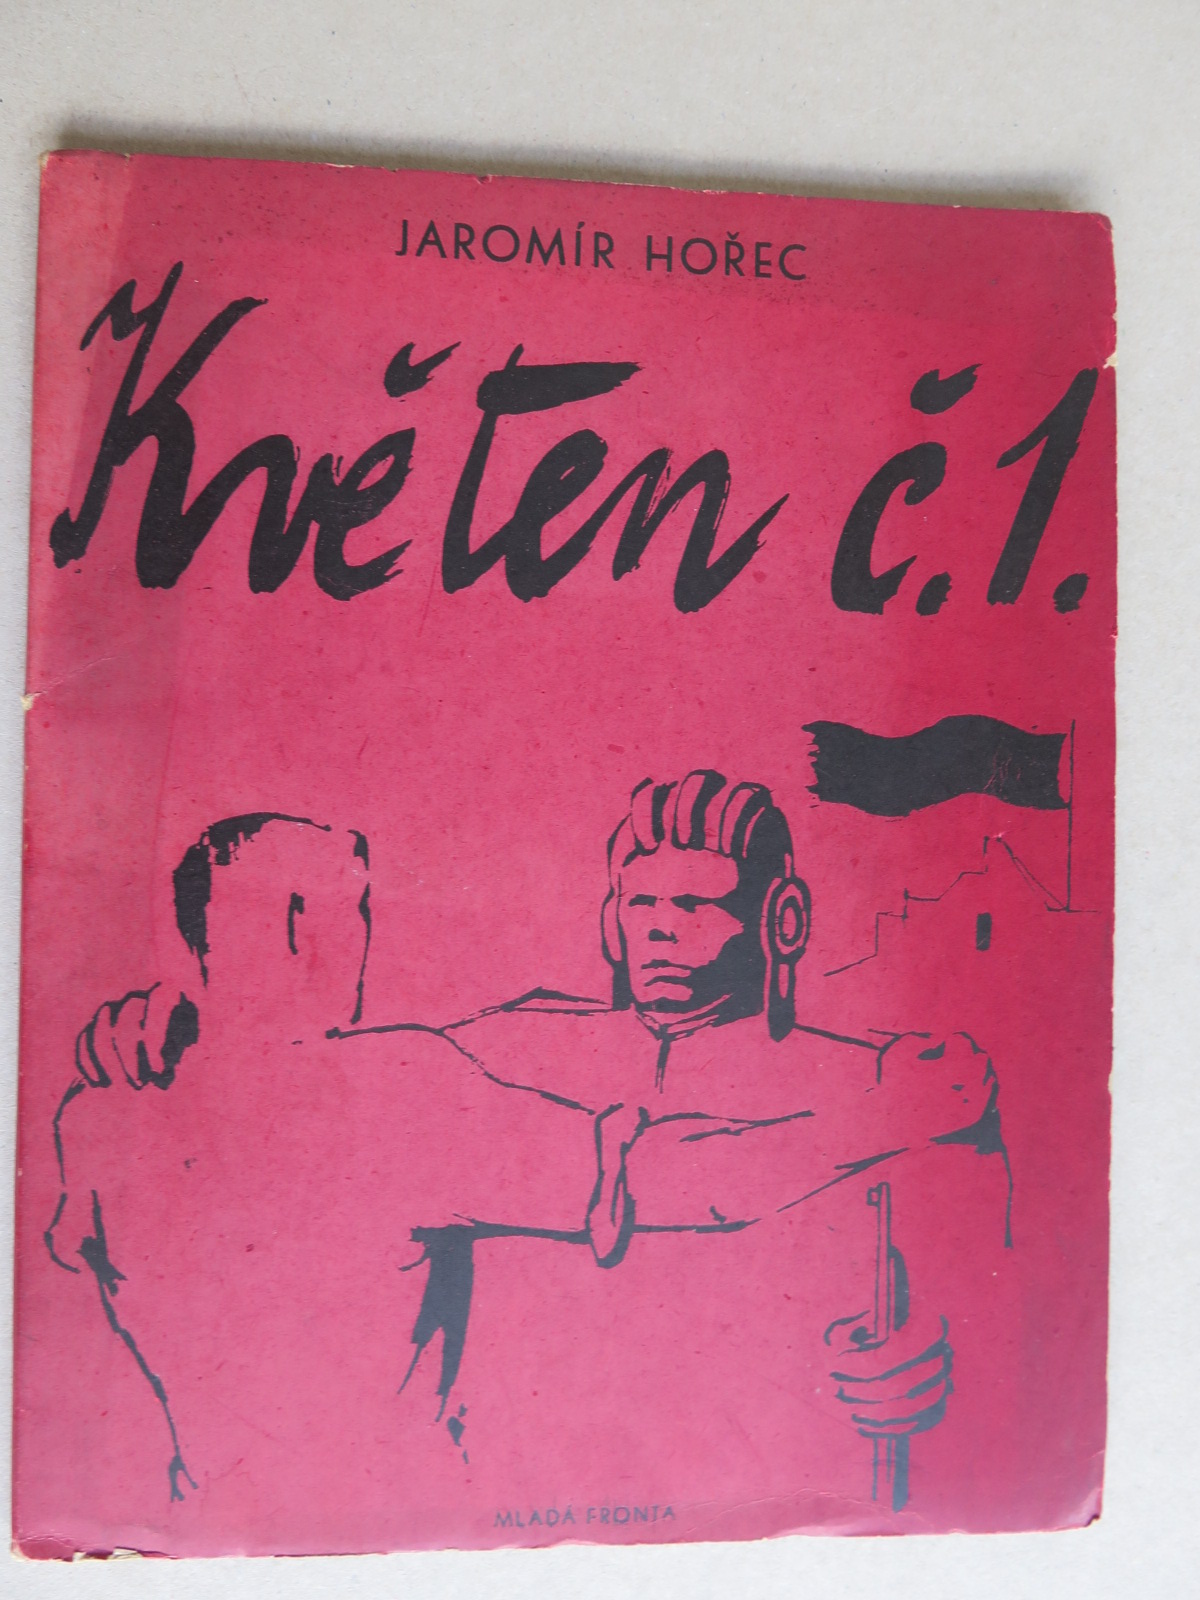 JAROMÍR HOŘEC
Květen č.1.
MLADÁ FRONTA